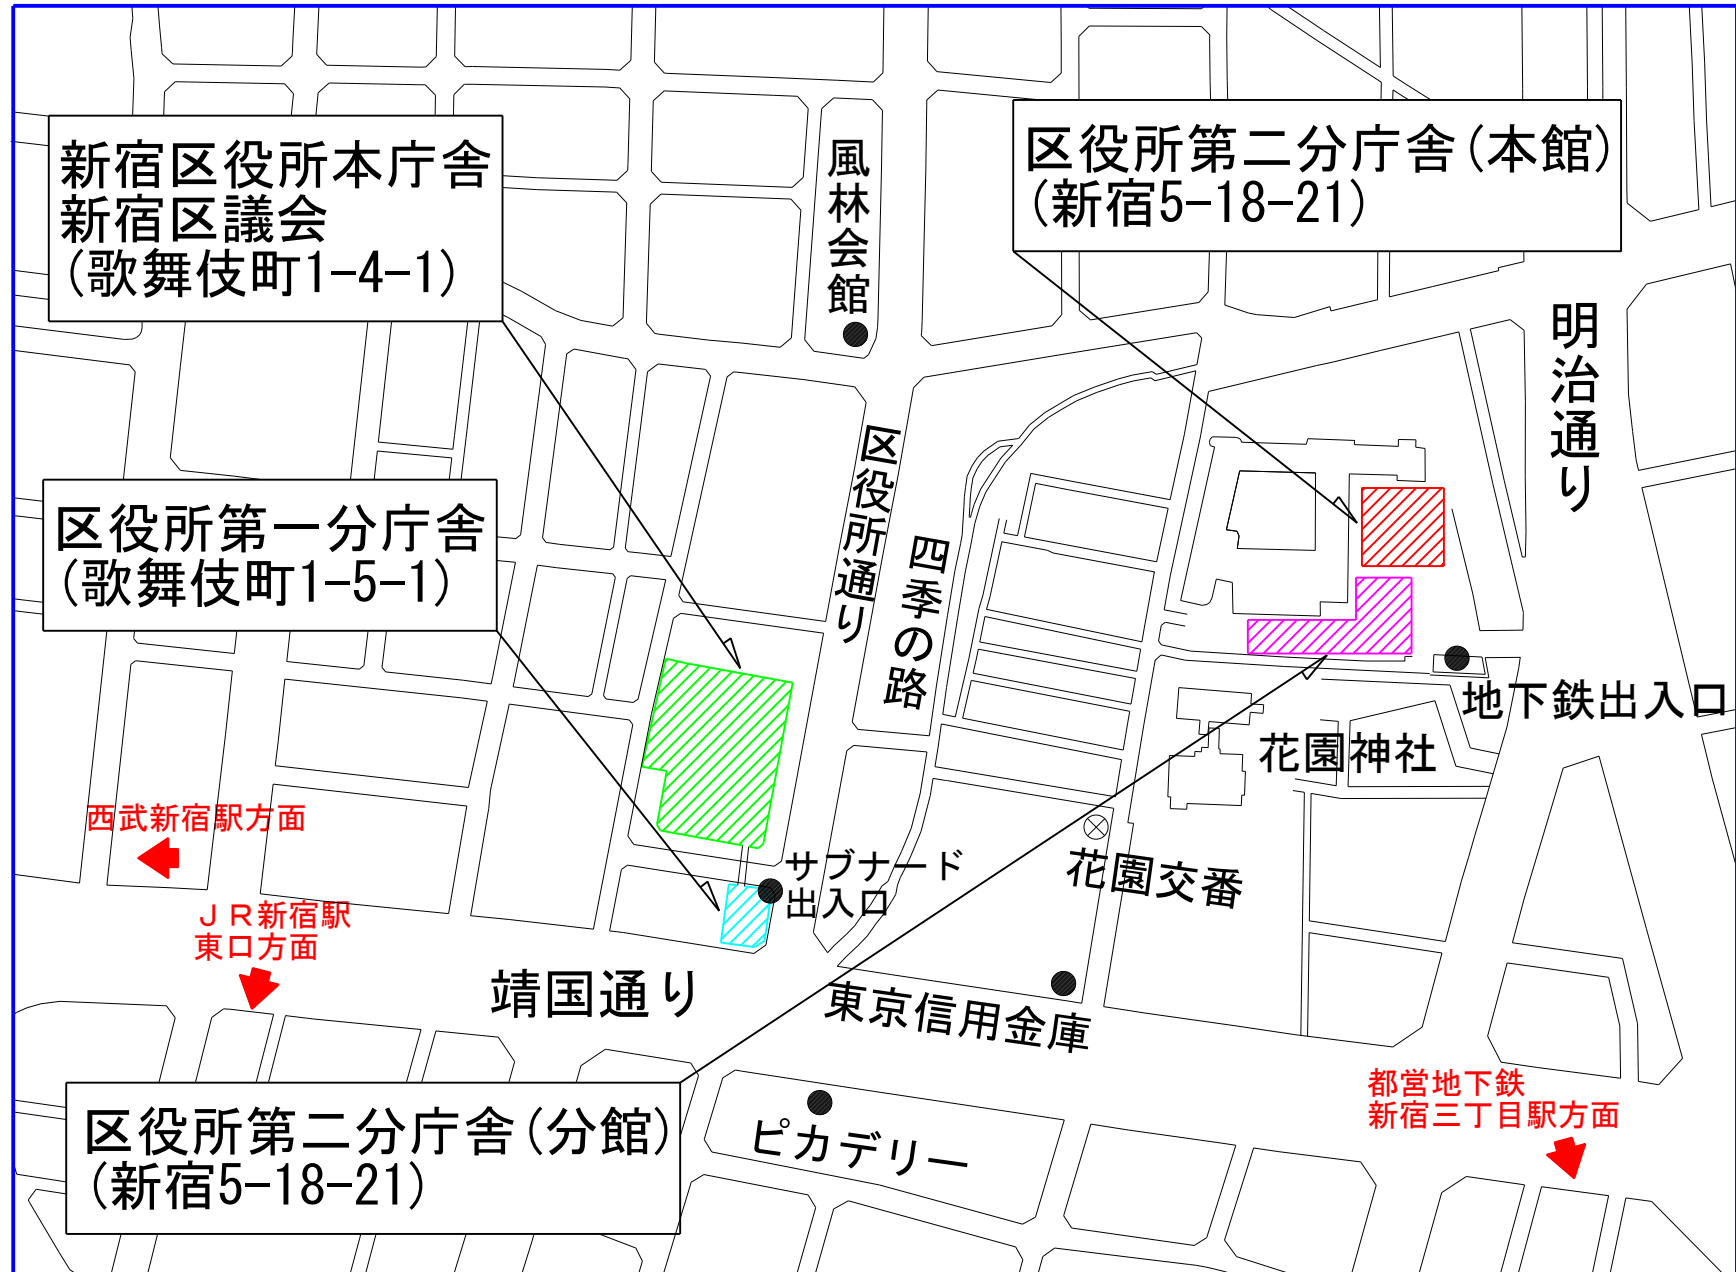 新宿区役所本庁舎
新宿区議会
(歌舞伎町1-4-1)
風林会館
区役所第二分庁舎(本館)
(新宿5-18-21)
明治通り
区役所第一分庁舎
(歌舞伎町1-5-1)
区役所通り
四季の路
地下鉄出入口
花園神社
西武新宿駅方面
サブナード
出入口
花園交番
JR新宿駅
東口方面
靖国通り
東京信用金庫
都営地下鉄
新宿三丁目駅方面
区役所第二分庁舎(分館)
(新宿5-18-21)
ピカデリー